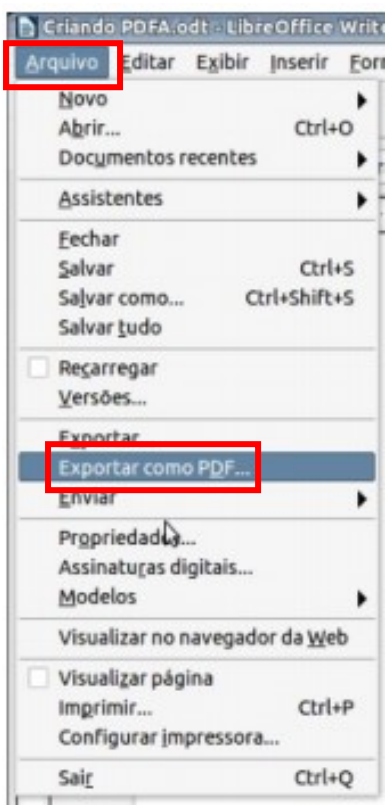 Criando PDFA.odt - LibreOffice Write
Arquivo Editar Exibir Inserir For
Novo
Abrir... Ctrl+O
Documentos recentes
Assistentes
Fechar
Salvar Ctrl+S
Salvar como... Ctrl+Shift+S
Salvar tudo
Recarregar
Versões...
Exportar...
Exportar como PDF...
Enviar
Propriedades...
Assinaturas digitais...
Modelos
Visualizar no navegador da Web
Visualizar página
Imprimir... Ctrl+P
Configurar impressora...
Sair Ctrl+Q